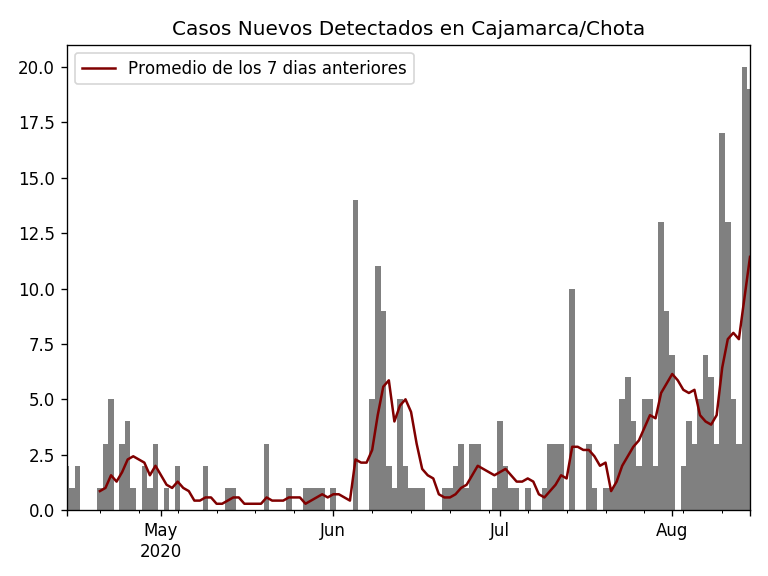 Casos Nuevos Detectados en Cajamarca/Chota
Promedio de los 7 dias anteriores
20.0
17.5
15.0
12.5
10.0
7.5
5.0
2.5
0.0
May
2020
Jun
Jul
Aug